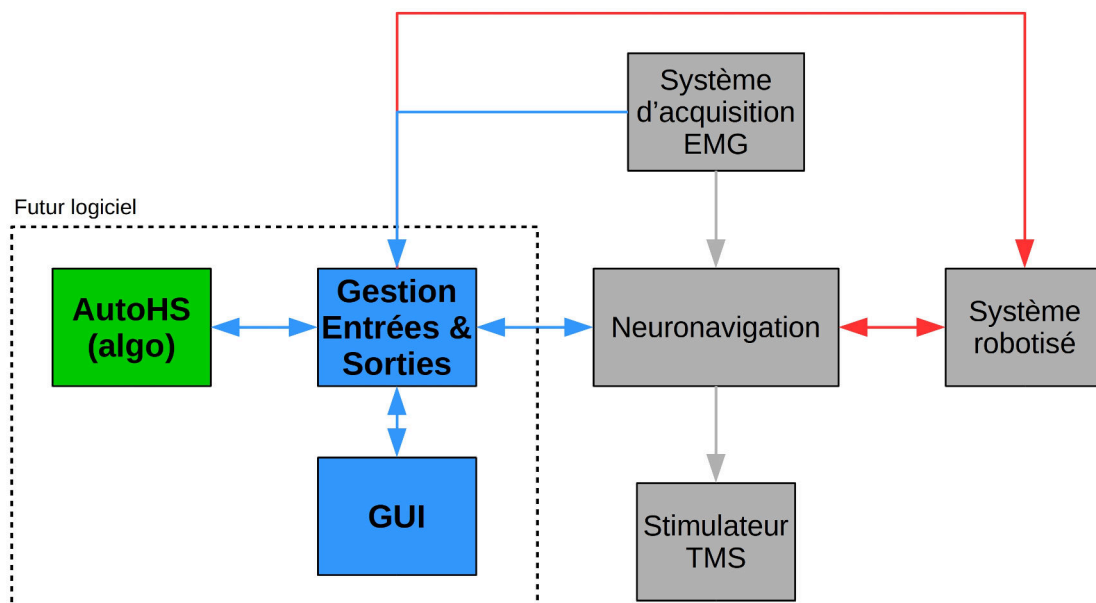 Système
d’acquisition
EMG
Futur logiciel
AutoHS
(algo)
Gestion
Entrées &
Sorties
Neuronavigation
Système
robotisé
GUI
Stimulateur
TMS